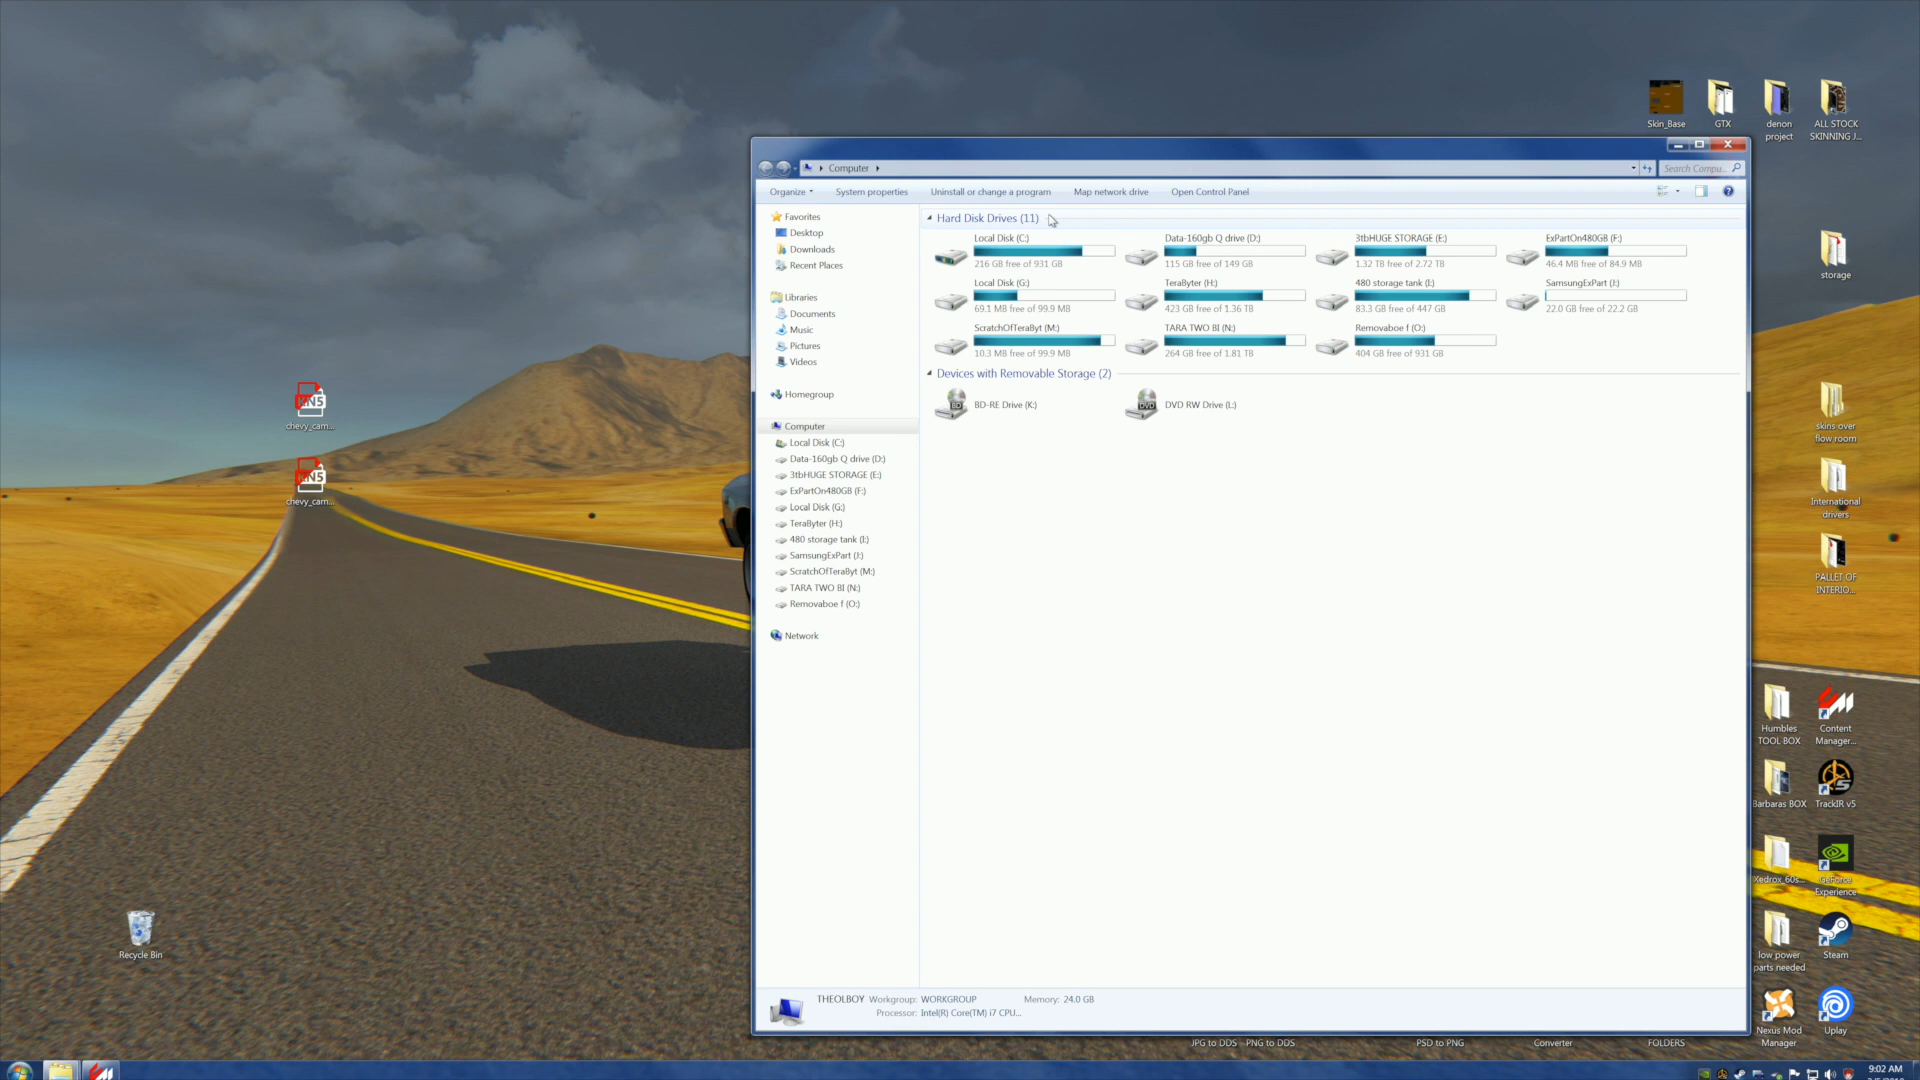 Skin_Base
GTX
denon
project
ALL STOCK
SKINNING J...
Computer
Search Compu...
Organize
System properties
Uninstall or change a program
Map network drive
Open Control Panel
Favorites
Desktop
Downloads
Recent Places
Libraries
Documents
Music
Pictures
Videos
Homegroup
Computer
Local Disk (C:)
Data-160gb Q drive (D:)
3tbHUGE STORAGE (E:)
ExPartOn480GB (F:)
Local Disk (G:)
TeraByter (H:)
480 storage tank (I:)
SamsungExPart (J:)
ScratchOfTeraByt (M:)
TARA TWO BI (N:)
Removaboe f (O:)
Network
Hard Disk Drives (11)
Local Disk (C:)
216 GB free of 931 GB
Data-160gb Q drive (D:)
115 GB free of 149 GB
3tbHUGE STORAGE (E:)
1.32 TB free of 2.72 TB
ExPartOn480GB (F:)
46.4 MB free of 84.9 MB
Local Disk (G:)
69.1 MB free of 99.9 MB
TeraByter (H:)
423 GB free of 1.36 TB
480 storage tank (I:)
83.3 GB free of 447 GB
SamsungExPart (J:)
22.0 GB free of 22.2 GB
ScratchOfTeraByt (M:)
10.3 MB free of 99.9 MB
TARA TWO BI (N:)
264 GB free of 1.81 TB
Removaboe f (O:)
404 GB free of 931 GB
Devices with Removable Storage (2)
BD
BD-RE Drive (K:)
DVD
DVD RW Drive (L:)
THEOLBOY Workgroup: WORKGROUP Memory: 24.0 GB
Processor: Intel(R) Core(TM) i7 CPU...
KN5
chevy_cam...
KN5
chevy_cam...
Recycle Bin
storage
skins over
flow room
International
drivers
PALLET OF
INTERIO...
Humbles
TOOL BOX
Content
Manager...
Barbaras BOX
TrackIR v5
Xedrox_60s...
GeForce
Experience
low power
parts needed
Steam
Nexus Mod
Manager
Uplay
JPG to DDS
PNG to DDS
PSD to PNG
Converter
FOLDERS
9:02 AM